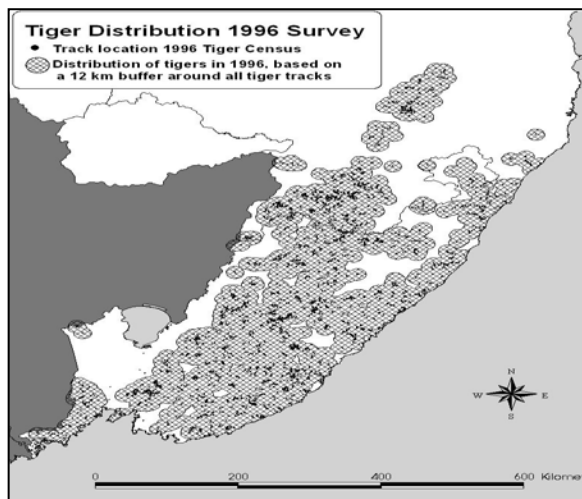 Tiger Distribution 1996 Survey
Track location 1996 Tiger Census
Distribution of tigers in 1996, based on
a 12 km buffer around all tiger tracks
N
W E
S
0 200 400 600 Kilome